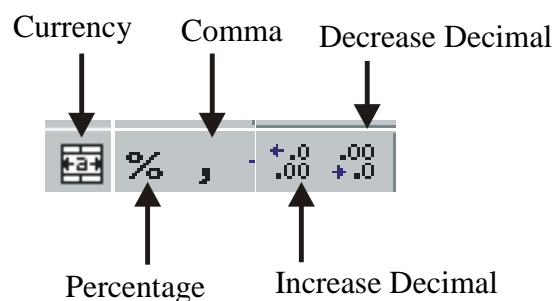 Currency Comma Decrease Decimal
a % , .0 .00
.00 .0
Percentage Increase Decimal